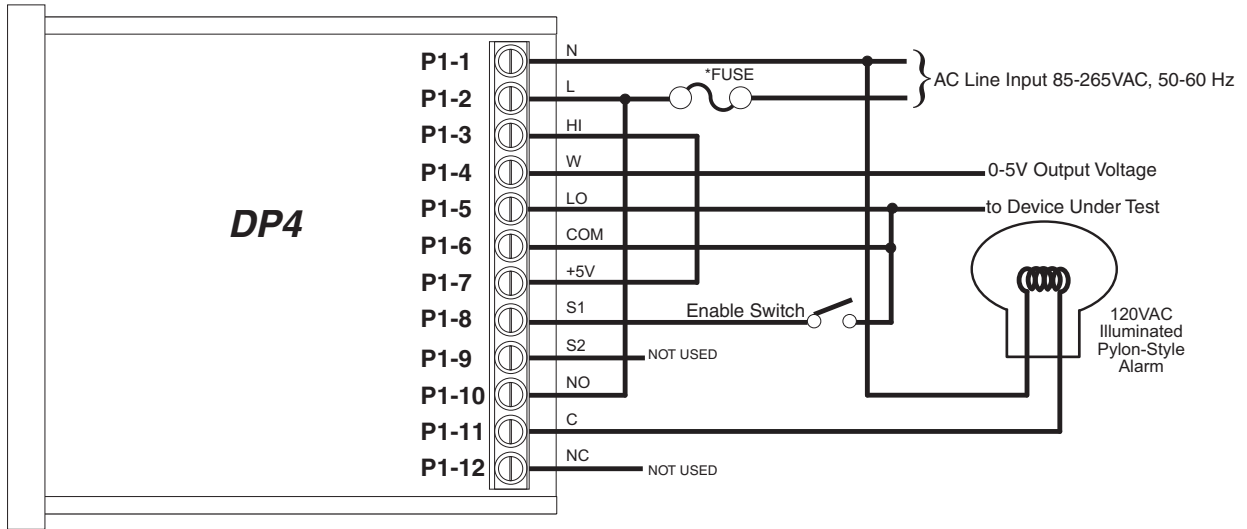 DP4
P1-1
P1-2
P1-3
P1-4
P1-5
P1-6
P1-7
P1-8
P1-9
P1-10
P1-11
P1-12
N
L
HI
W
LO
COM
+5V
S1
S2
NO
C
NC
*FUSE
AC Line Input 85-265VAC, 50-60 Hz
0-5V Output Voltage
to Device Under Test
Enable Switch
NOT USED
NOT USED
120VAC
Illuminated
Pylon-Style
Alarm